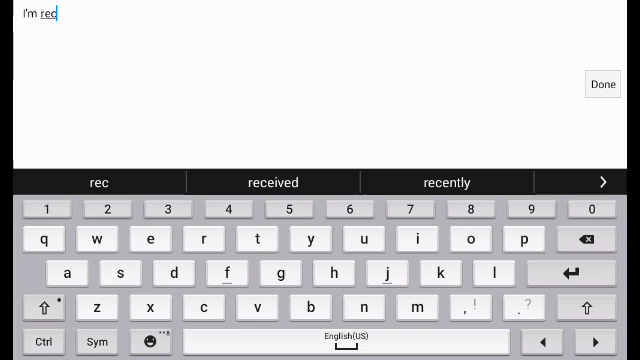 I'm rec
Done
rec received recently
1 2 3 4 5 6 7 8 9 0
q w e r t y u i o p
a s d f g h j k l
z x c v b n m , ! . ?
Ctrl Sym English(US)